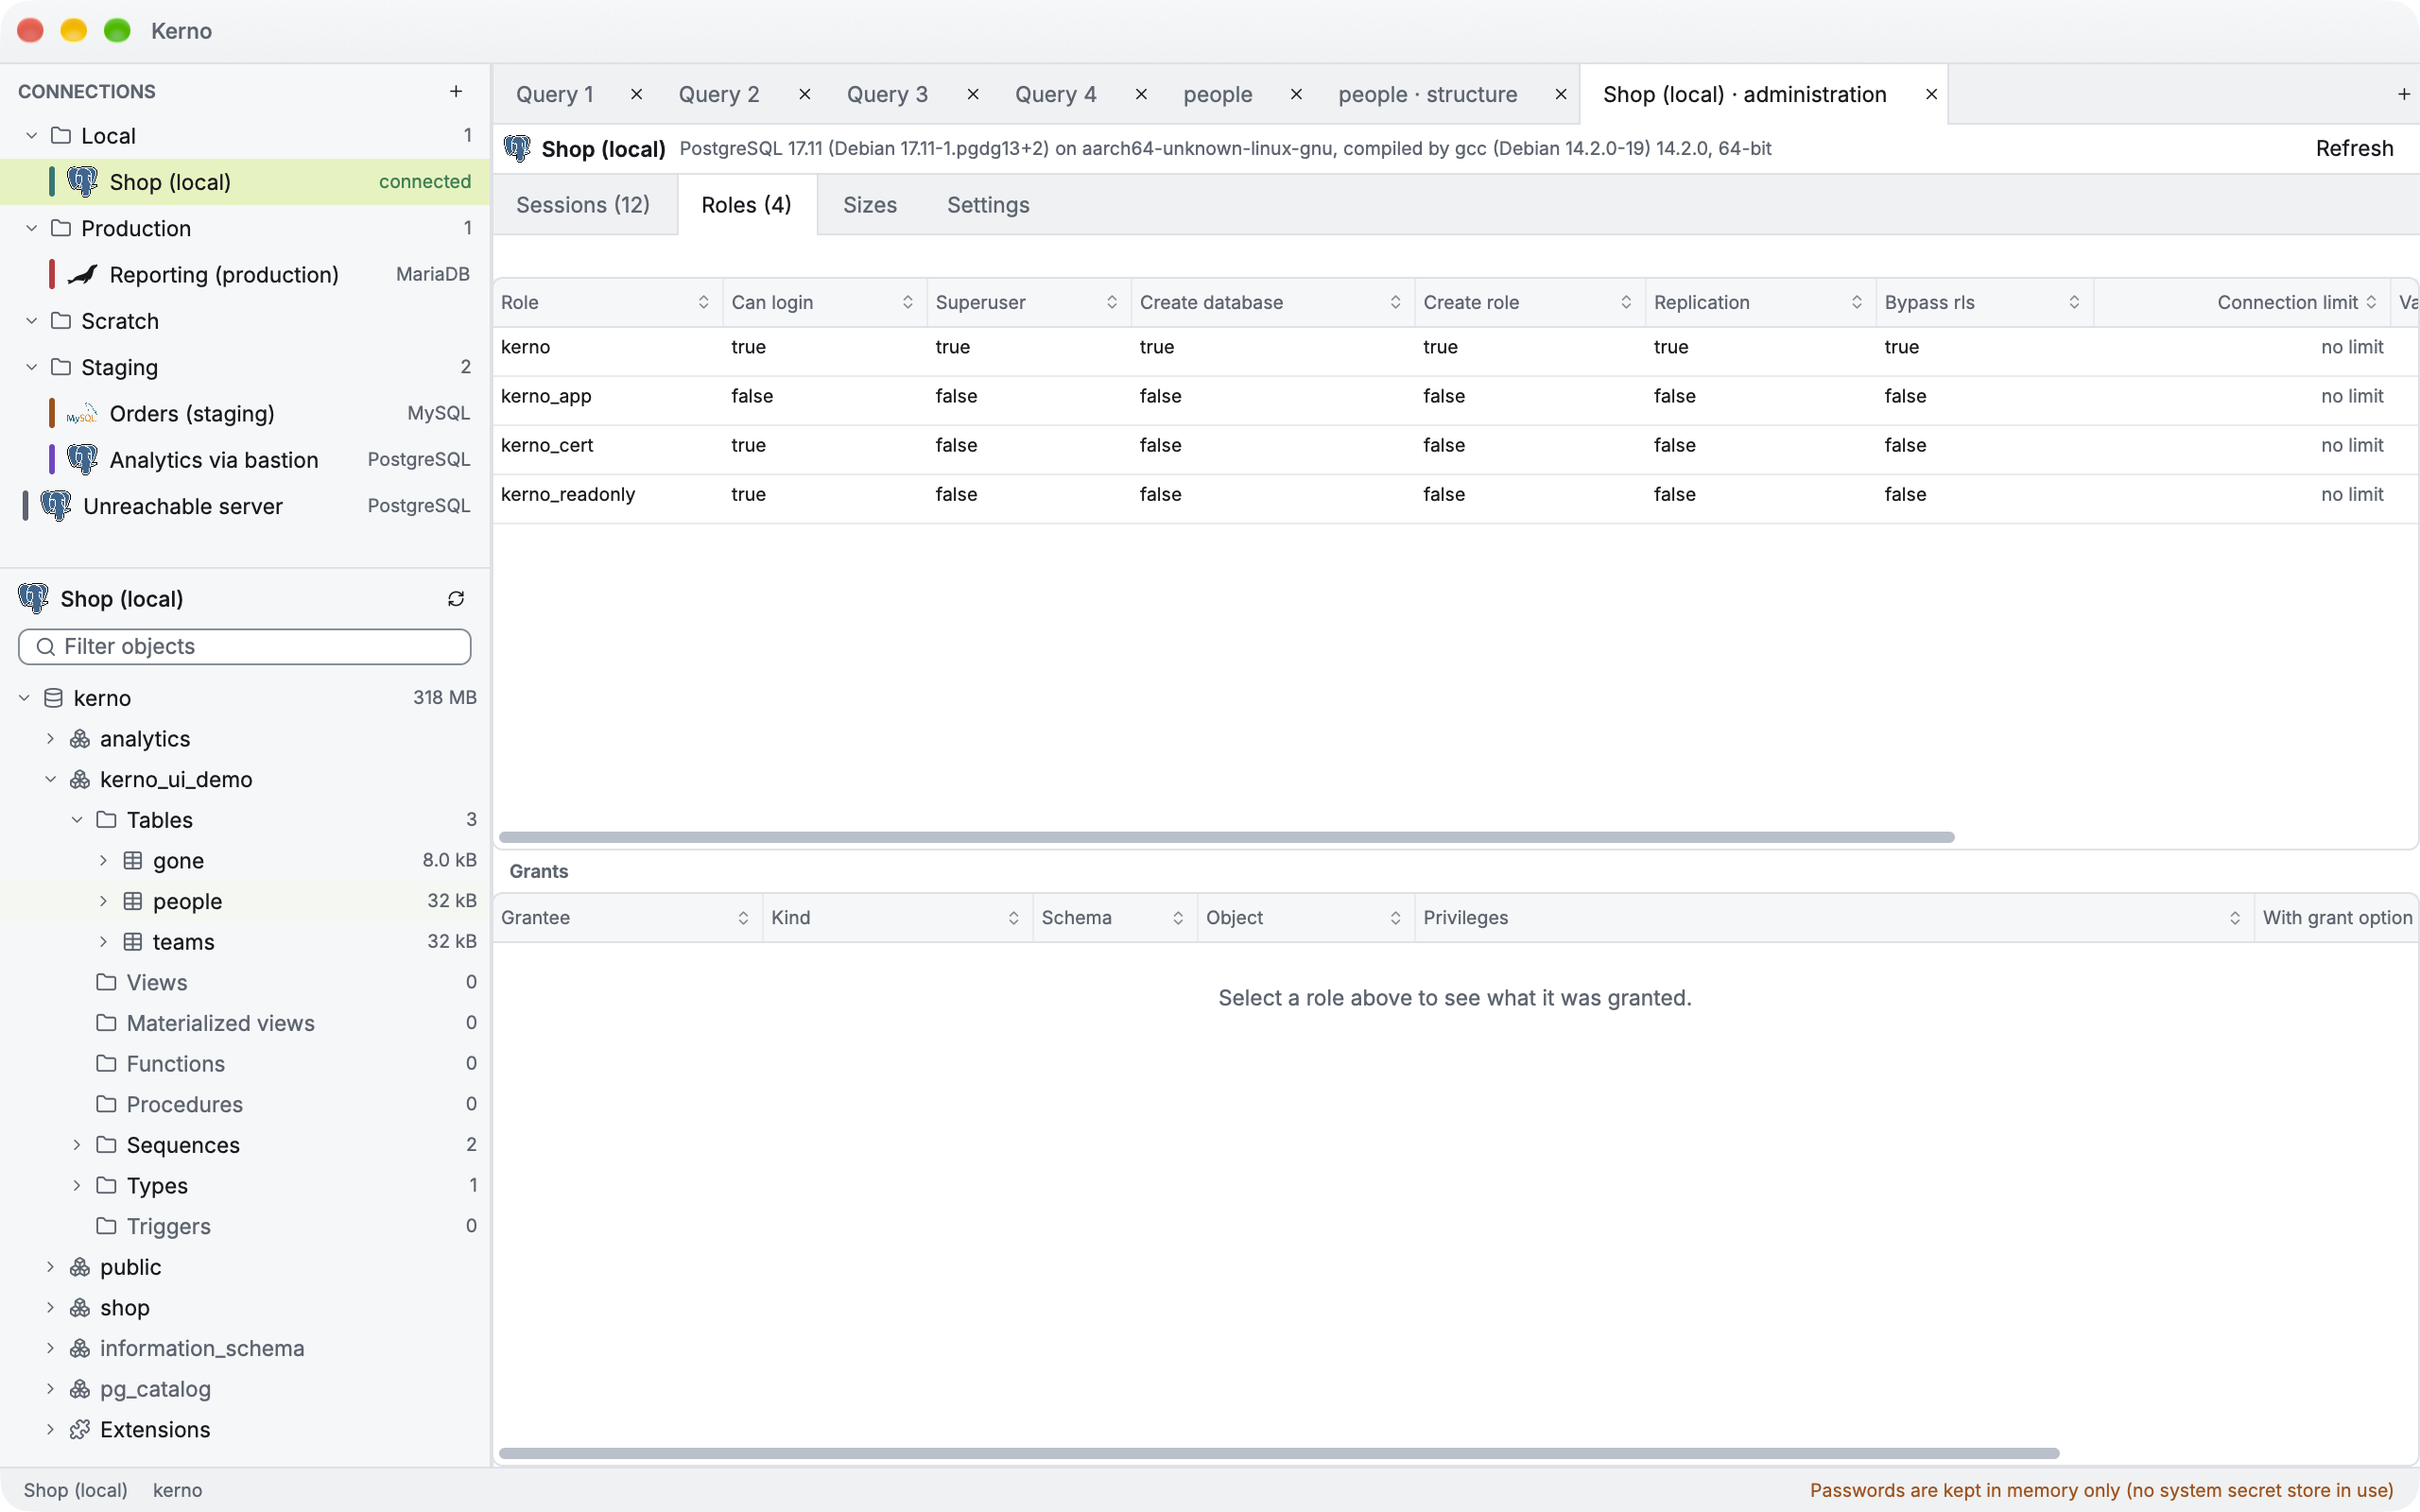 Kerno
CONNECTIONS
Local 1
Shop (local) connected
Production 1
Reporting (production) MariaDB
Scratch
Staging 2
MySQL Orders (staging) MySQL
Analytics via bastion PostgreSQL
Unreachable server PostgreSQL
Shop (local)
Filter objects
kerno 318 MB
analytics
kerno_ui_demo
Tables 3
gone 8.0 kB
people 32 kB
teams 32 kB
Views 0
Materialized views 0
Functions 0
Procedures 0
Sequences 2
Types 1
Triggers 0
public
shop
information_schema
pg_catalog
Extensions
Query 1 Query 2 Query 3 Query 4 people people · structure Shop (local) · administration
Shop (local) PostgreSQL 17.11 (Debian 17.11-1.pgdg13+2) on aarch64-unknown-linux-gnu, compiled by gcc (Debian 14.2.0-19) 14.2.0, 64-bit Refresh
Sessions (12) Roles (4) Sizes Settings
Role Can login Superuser Create database Create role Replication Bypass rls Connection limit Va
kerno true true true true true true no limit
kerno_app false false false false false false no limit
kerno_cert true false false false false false no limit
kerno_readonly true false false false false false no limit
Grants
Grantee Kind Schema Object Privileges With grant option
Select a role above to see what it was granted.
Shop (local) kerno Passwords are kept in memory only (no system secret store in use)